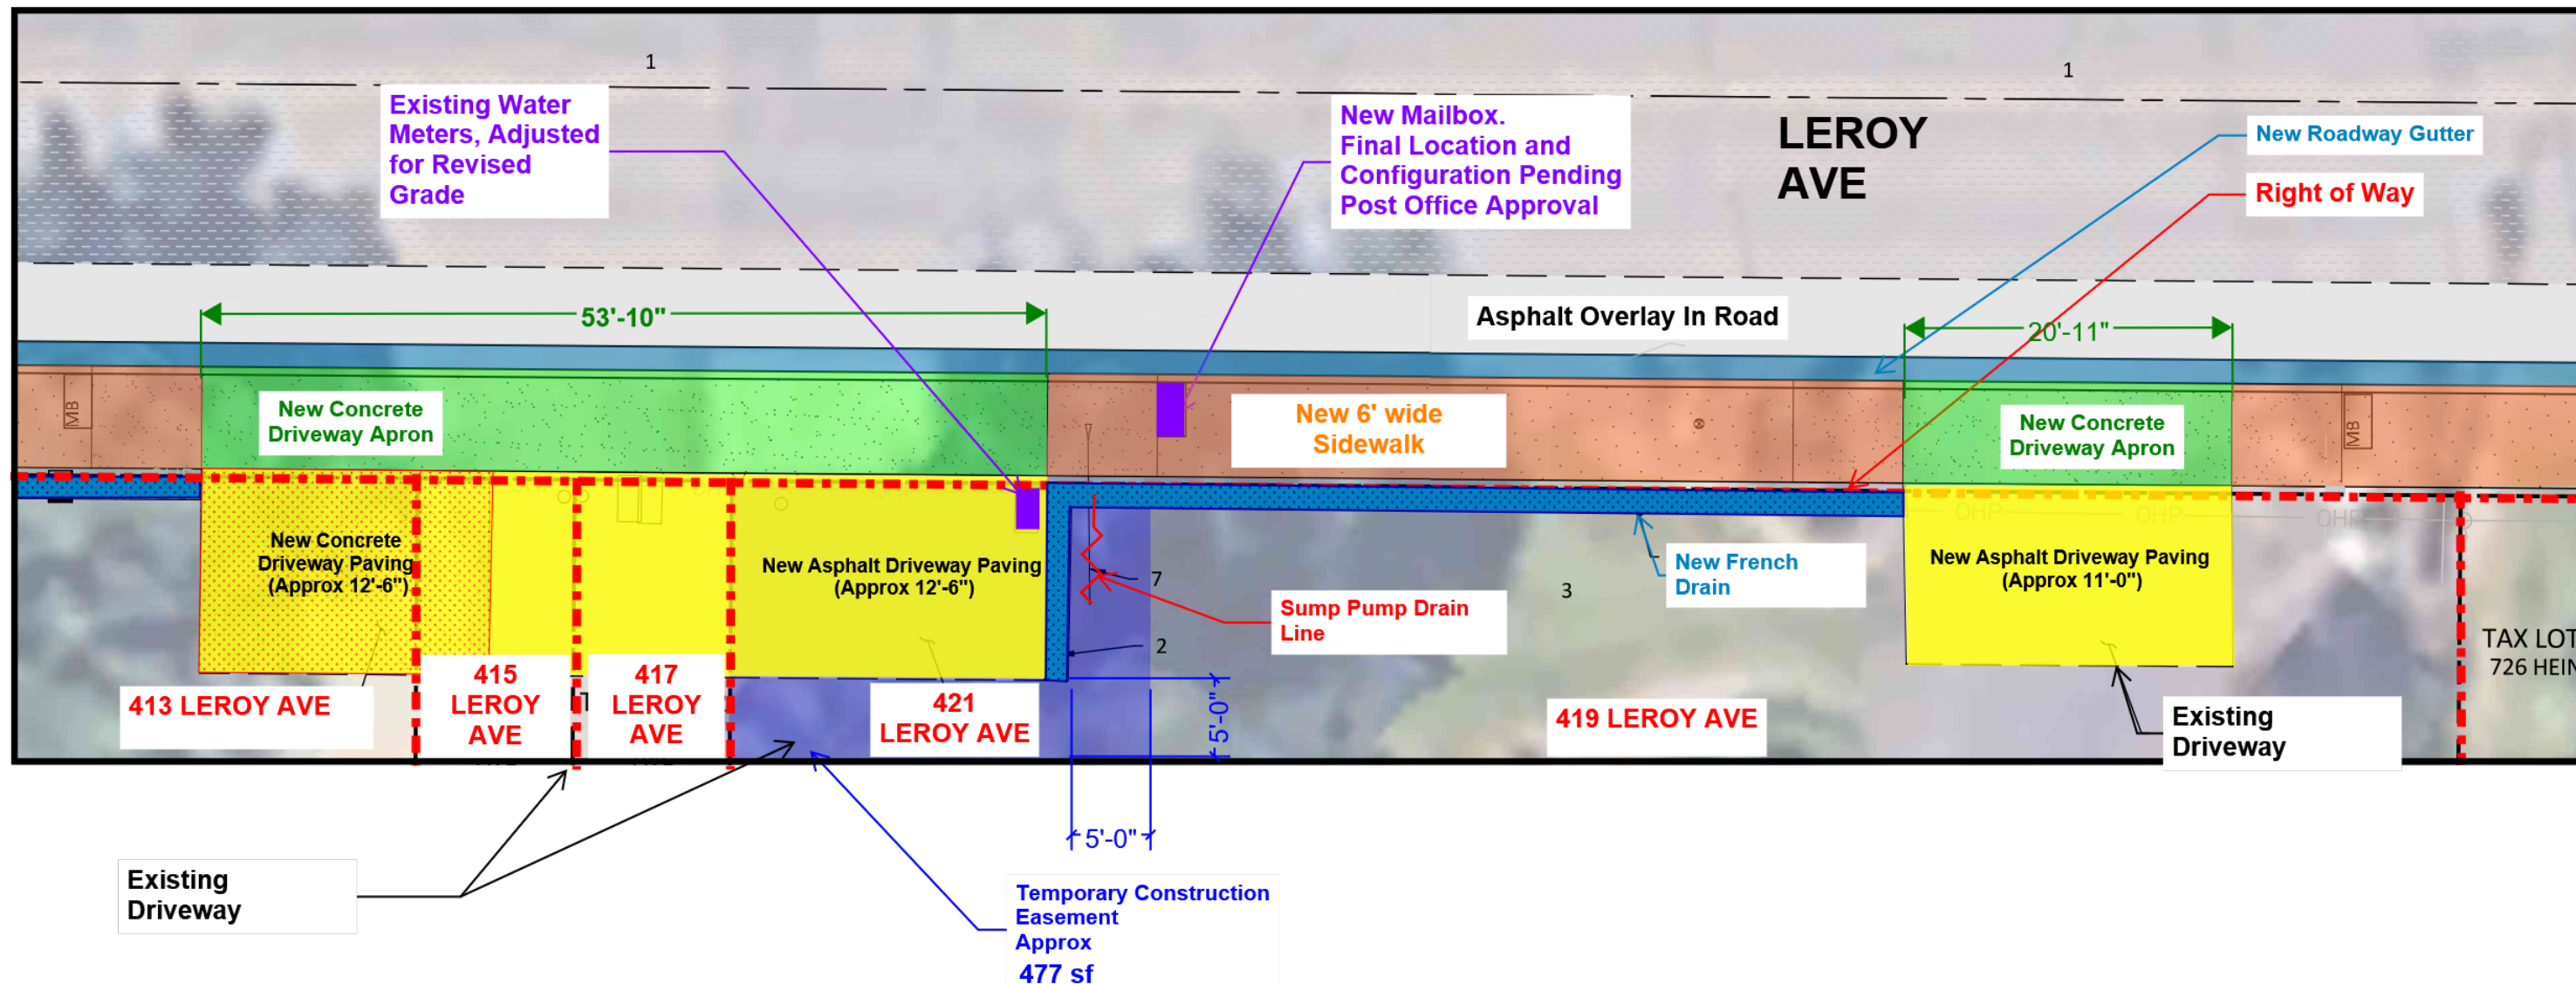 1
1
Existing Water
Meters, Adjusted
for Revised
Grade
New Mailbox.
Final Location and
Configuration Pending
Post Office Approval
LEROY
AVE
New Roadway Gutter
Right of Way
53'-10"
Asphalt Overlay In Road
20'-11"
MB
New Concrete
Driveway Apron
New 6' wide
Sidewalk
New Concrete
Driveway Apron
MB
OHP
OHP
OHP
New Concrete
Driveway Paving
(Approx 12'-6")
New Asphalt Driveway Paving
(Approx 12'-6")
7
3
New French
Drain
New Asphalt Driveway Paving
(Approx 11'-0")
Sump Pump Drain
Line
2
TAX LOT
726 HEIN
413 LEROY AVE
415
LEROY
AVE
417
LEROY
AVE
421
LEROY AVE
5'-0"
419 LEROY AVE
Existing
Driveway
5'-0"
Existing
Driveway
Temporary Construction
Easement
Approx
477 sf